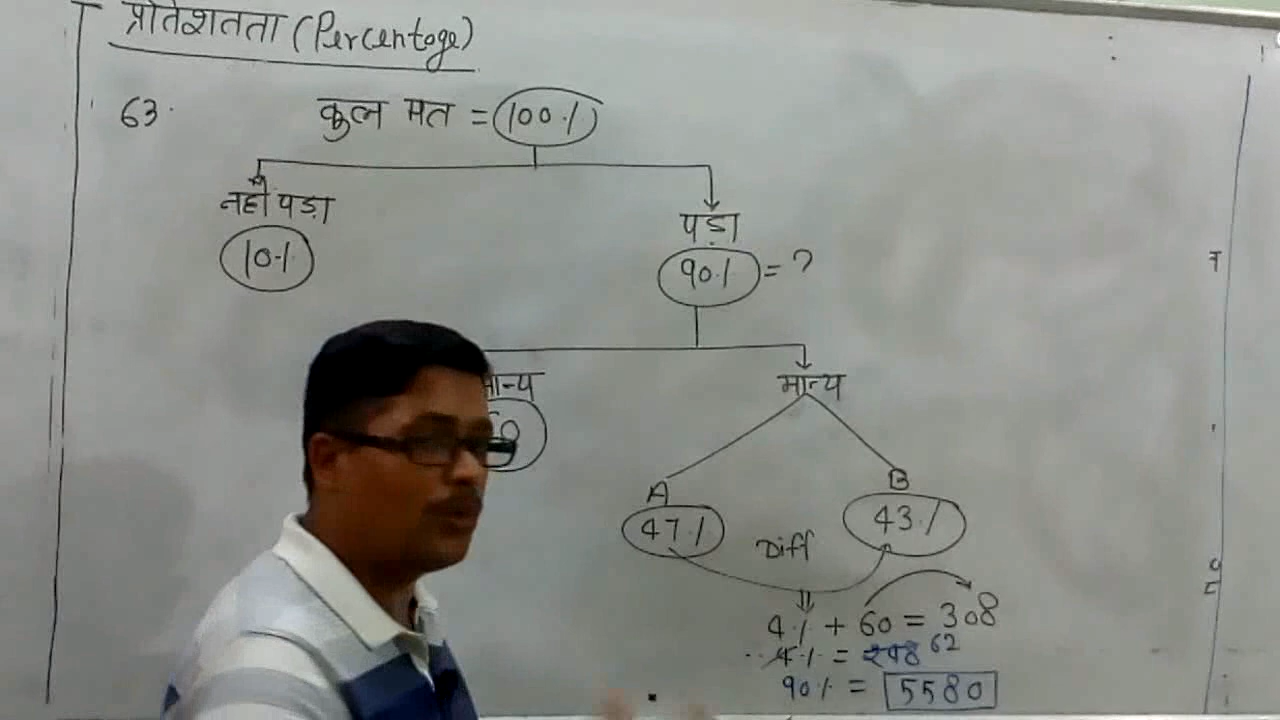 प्रतिशतता (Percentage)
63. कुल मत = 100%
नहीं पड़ा
10%
पड़ा
90% = ?
मान्य
मान्य
A
B
47%
43%
Diff
4% + 60 = 308
4% = 248 62
90% = 5580